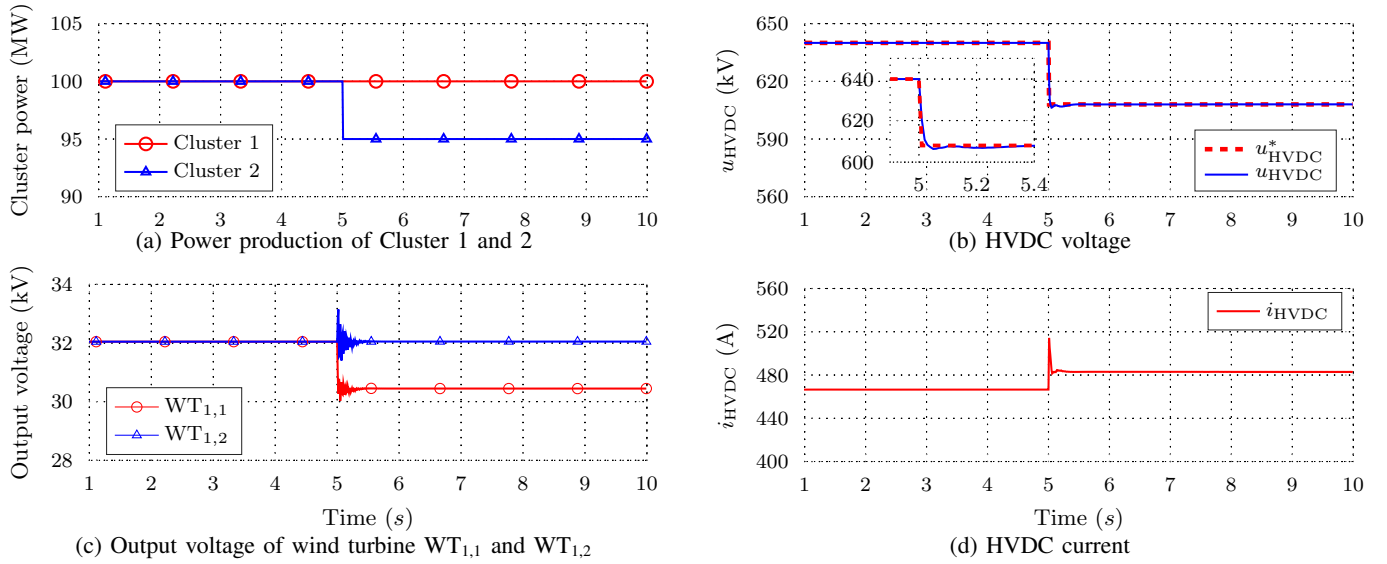 Cluster power (MW)
105
100
95
90
Cluster 1
Cluster 2
1 2 3 4 5 6 7 8 9 10
(a) Power production of Cluster 1 and 2
u_HVDC (kV)
650
620
590
560
640
620
600
5 5.2 5.4
u*_HVDC
u_HVDC
1 2 3 4 5 6 7 8 9 10
(b) HVDC voltage
Output voltage (kV)
34
32
30
28
WT1,1
WT1,2
1 2 3 4 5 6 7 8 9 10
Time (s)
(c) Output voltage of wind turbine WT1,1 and WT1,2
i_HVDC (A)
560
520
480
440
400
i_HVDC
1 2 3 4 5 6 7 8 9 10
Time (s)
(d) HVDC current